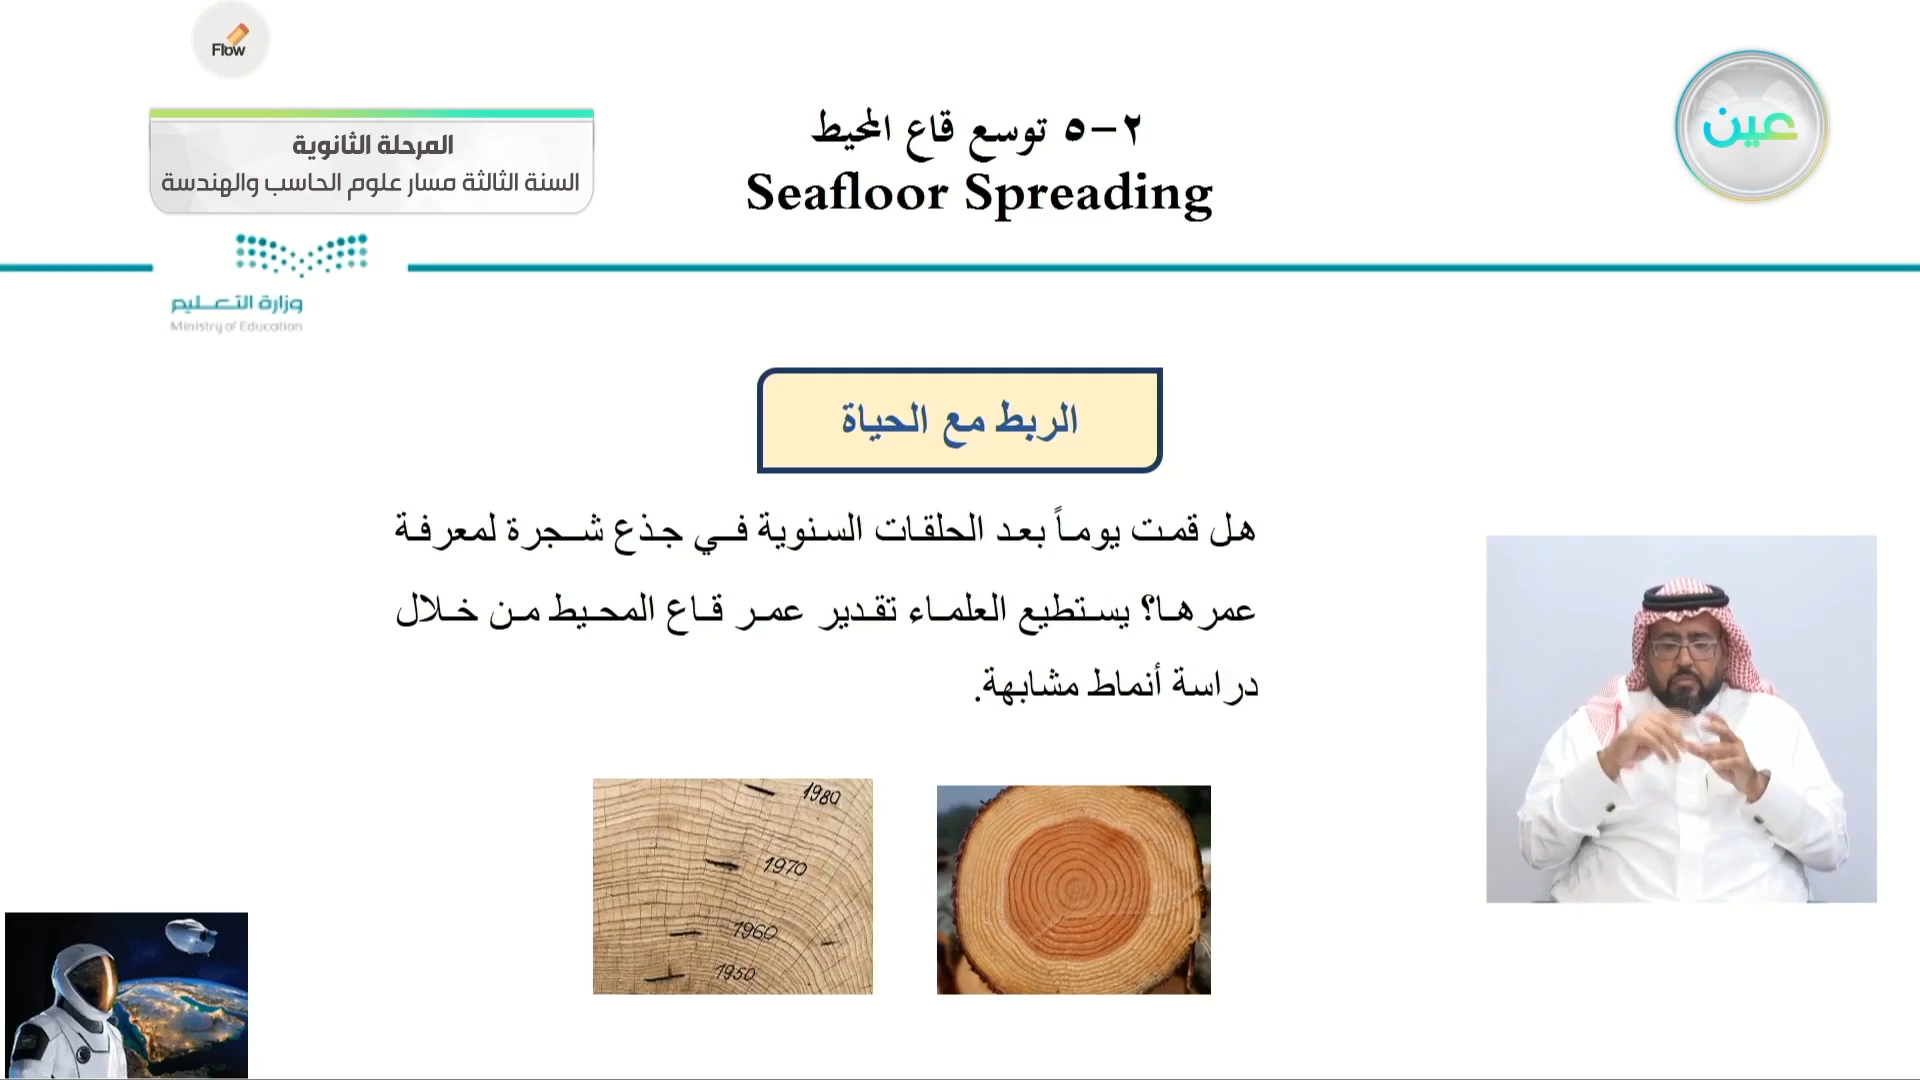 Flow
المرحلة الثانوية
السنة الثالثة مسار علوم الحاسب والهندسة
٢-٥ توسع قاع المحيط
Seafloor Spreading
عين
وزارة التعليم
Ministry of Education
الربط مع الحياة
هل قمت يوماً بعد الحلقات السنوية في جذع شجرة لمعرفة
عمرها؟ يستطيع العلماء تقدير عمر قاع المحيط من خلال
دراسة أنماط مشابهة.
1980
1970
1960
1950